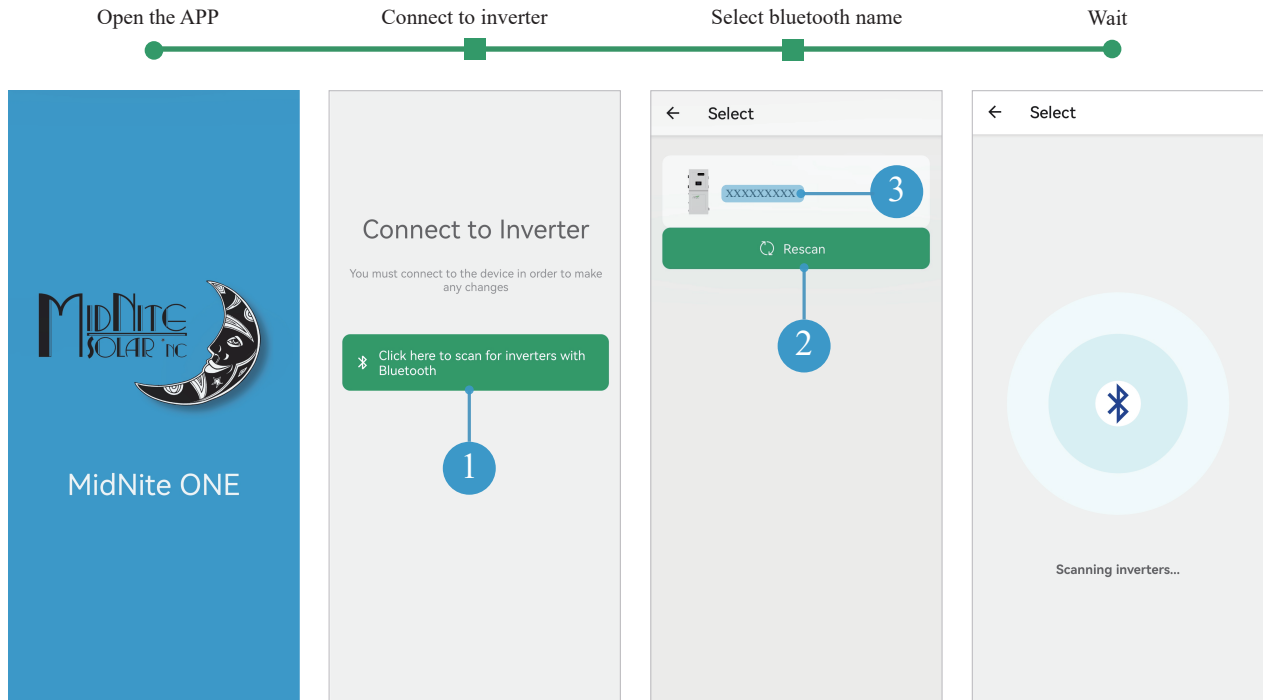 Open the APP
Connect to inverter
Select bluetooth name
Wait
MIDNITE
SOLAR INC
MidNite ONE
Connect to Inverter
You must connect to the device in order to make
any changes
Click here to scan for inverters with
Bluetooth
1
Select
XXXXXXXXX
3
Rescan
2
Select
Scanning inverters...